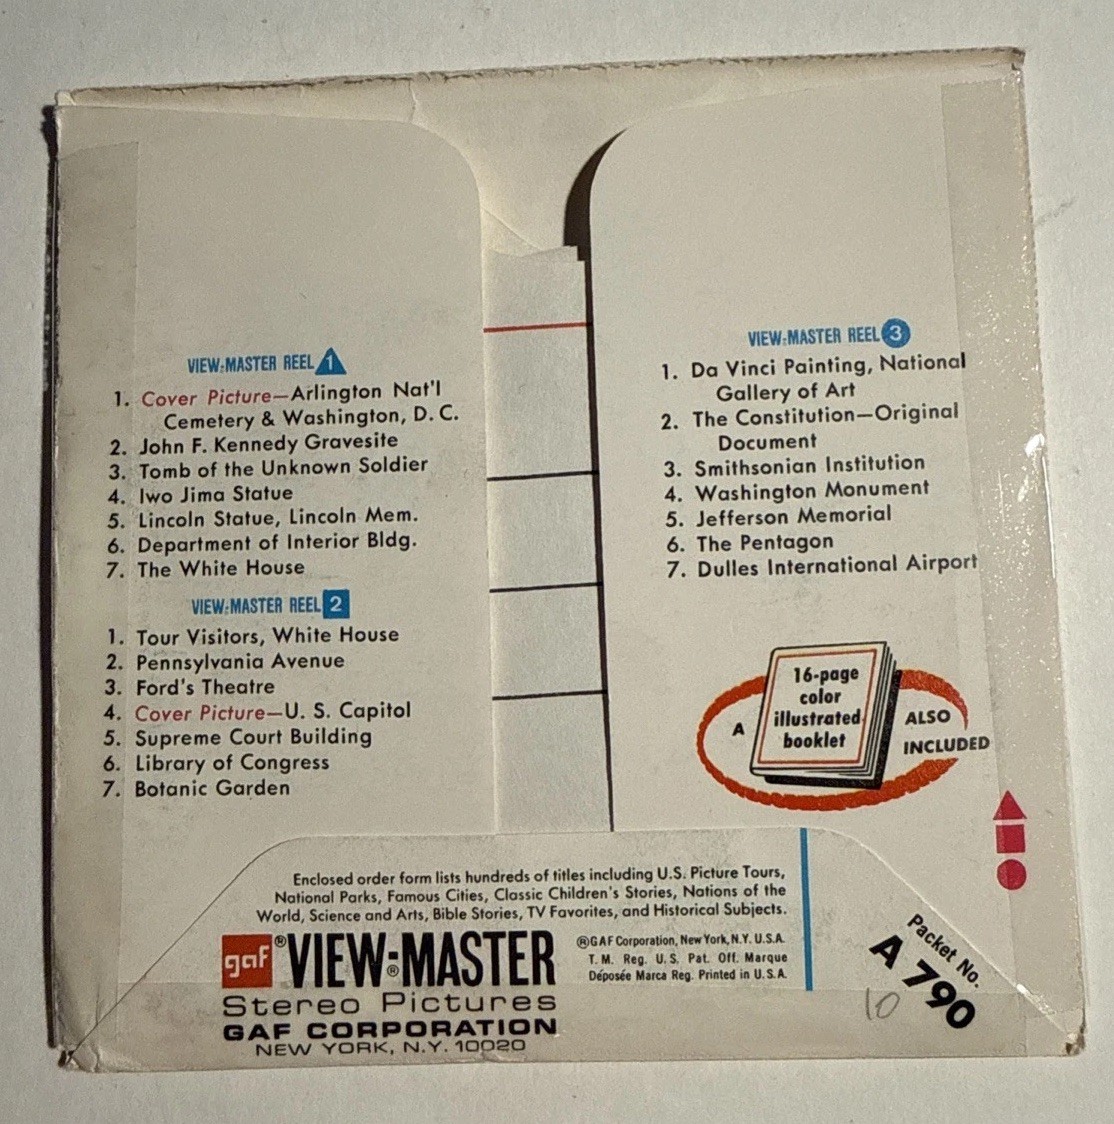 VIEW-MASTER REEL 1
1. Cover Picture—Arlington Nat'l
Cemetery & Washington, D. C.
2. John F. Kennedy Gravesite
3. Tomb of the Unknown Soldier
4. Iwo Jima Statue
5. Lincoln Statue, Lincoln Mem.
6. Department of Interior Bldg.
7. The White House
VIEW-MASTER REEL 2
1. Tour Visitors, White House
2. Pennsylvania Avenue
3. Ford's Theatre
4. Cover Picture—U. S. Capitol
5. Supreme Court Building
6. Library of Congress
7. Botanic Garden
VIEW-MASTER REEL 3
1. Da Vinci Painting, National
Gallery of Art
2. The Constitution—Original
Document
3. Smithsonian Institution
4. Washington Monument
5. Jefferson Memorial
6. The Pentagon
7. Dulles International Airport
A
16-page
color
illustrated
booklet
ALSO
INCLUDED
Enclosed order form lists hundreds of titles including U.S. Picture Tours,
National Parks, Famous Cities, Classic Children's Stories, Nations of the
World, Science and Arts, Bible Stories, TV Favorites, and Historical Subjects.
gaf® VIEW-MASTER®
Stereo Pictures
GAF CORPORATION
NEW YORK, N.Y. 10020
®GAF Corporation, New York, N.Y. U.S.A.
T. M. Reg. U. S. Pat. Off. Marque
Déposée Marca Reg. Printed in U.S.A.
Packet No.
A 790
10